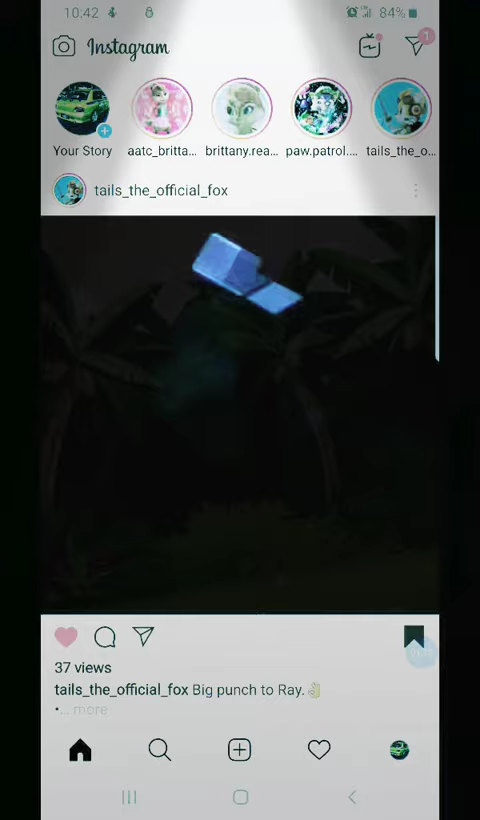 10:42
84%
Instagram
1
Your Story
aatc_britta...
brittany.rea...
paw.patrol....
tails_the_o...
tails_the_official_fox
37 views
tails_the_official_fox Big punch to Ray.👌
•... more